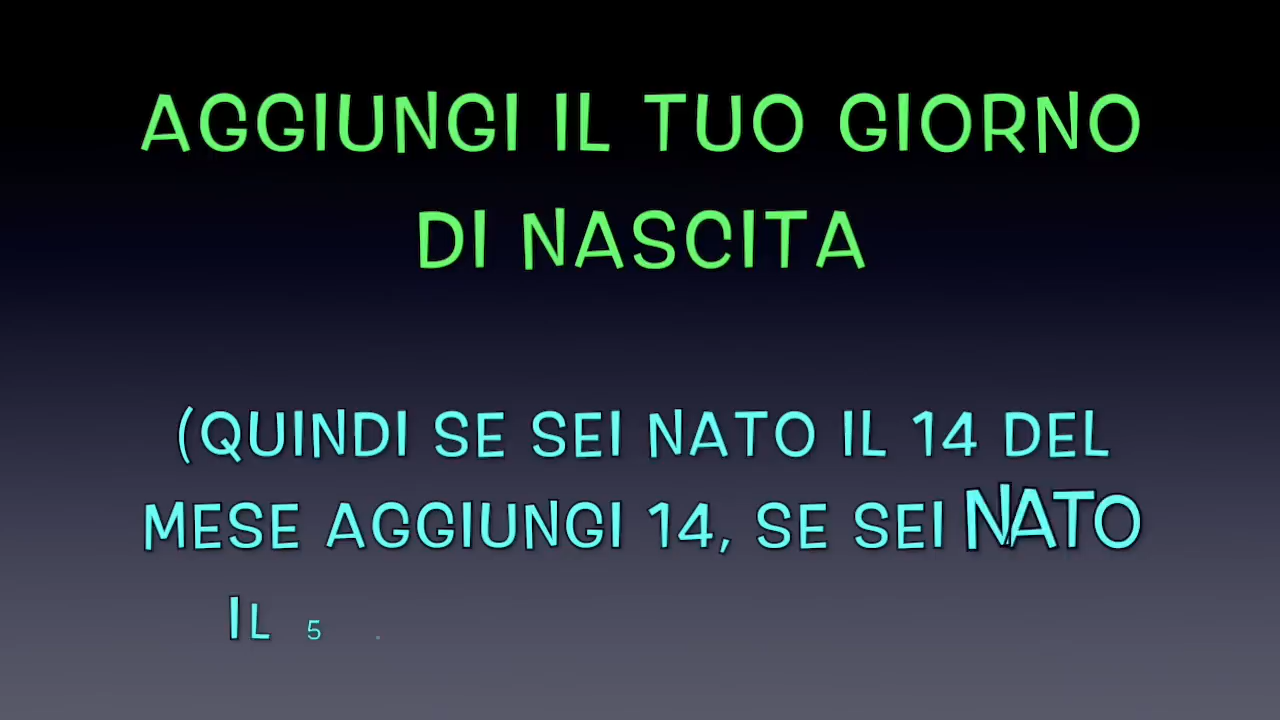 AGGIUNGI IL TUO GIORNO
DI NASCITA
(QUINDI SE SEI NATO IL 14 DEL
MESE AGGIUNGI 14, SE SEI NATO
IL 5